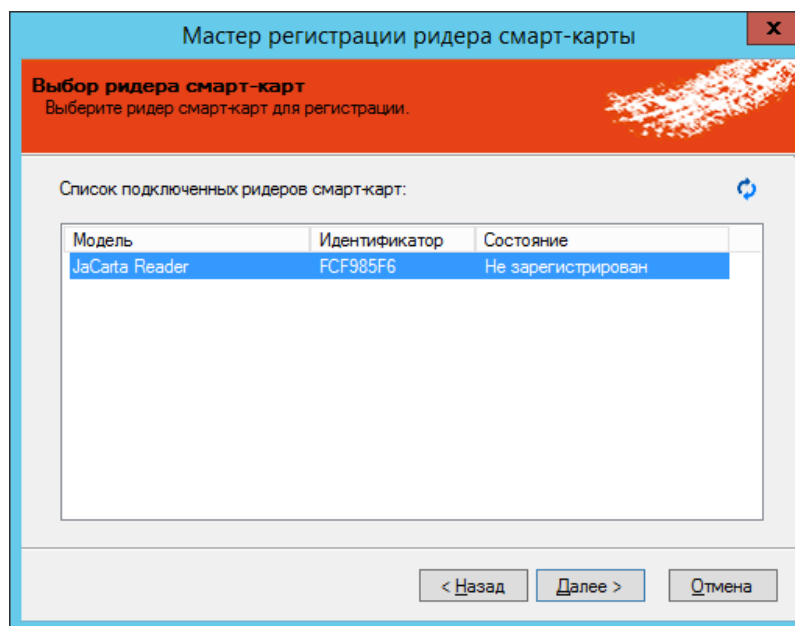 Мастер регистрации ридера смарт-карты
x
Выбор ридера смарт-карт
Выберите ридер смарт-карт для регистрации.
Список подключенных ридеров смарт-карт:
Модель Идентификатор Состояние
JaCarta Reader FCF985F6 Не зарегистрирован
< Назад Далее > Отмена